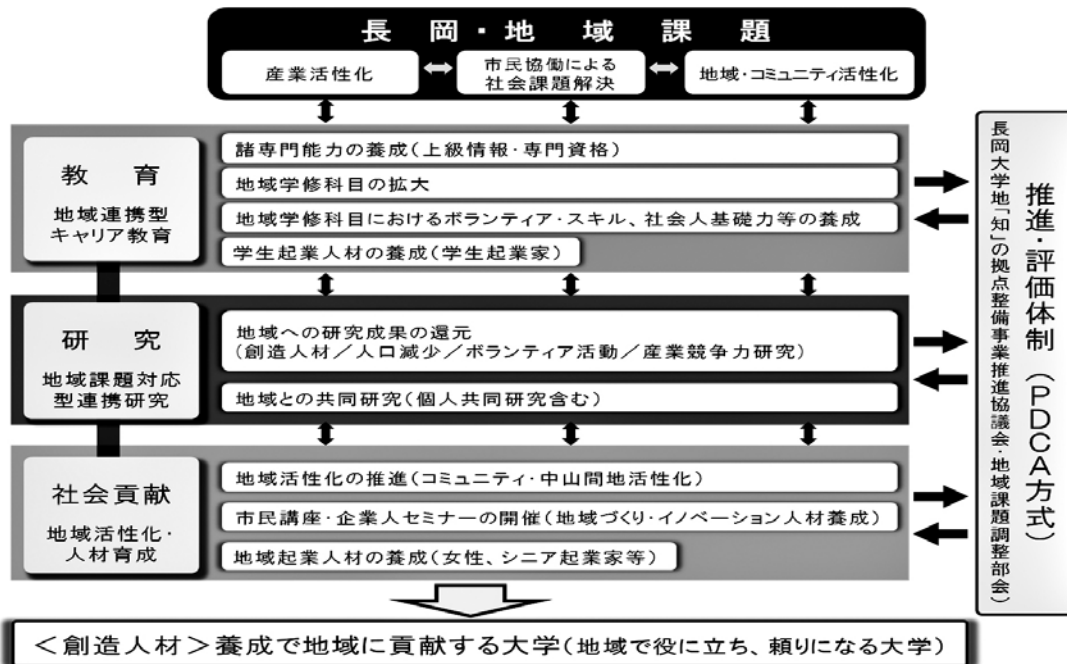 長岡・地域課題
産業活性化
市民協働による
社会課題解決
地域・コミュニティ活性化
教育
地域連携型
キャリア教育
諸専門能力の養成(上級情報・専門資格)
地域学修科目の拡大
地域学修科目におけるボランティア・スキル、社会人基礎力等の養成
学生起業人材の養成(学生起業家)
研究
地域課題対応
型連携研究
地域への研究成果の還元
(創造人材/人口減少/ボランティア活動/産業競争力研究)
地域との共同研究(個人共同研究含む)
社会貢献
地域活性化・
人材育成
地域活性化の推進(コミュニティ・中山間地活性化)
市民講座・企業人セミナーの開催(地域づくり・イノベーション人材養成)
地域起業人材の養成(女性、シニア起業家等)
推進・評価体制(PDCA方式)
長岡大学地「知」の拠点整備事業推進協議会・地域課題調整部会)
<創造人材>養成で地域に貢献する大学(地域で役に立ち、頼りになる大学)